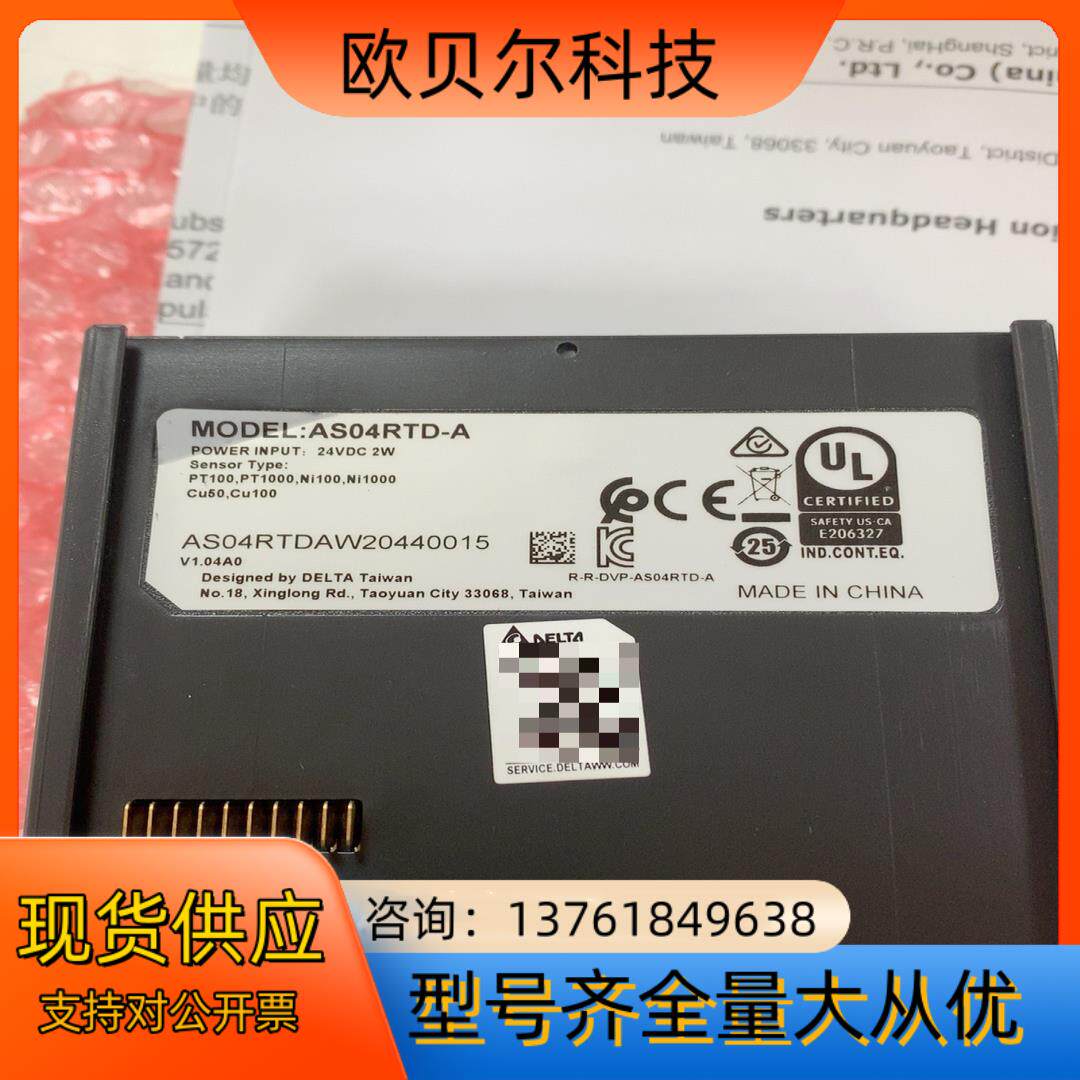 欧贝尔科技
rict, Shanghai, P.R.C.
ina) Co., Ltd.
District, Taoyuan City, 33068, Taiwan
ion Headquarters
的
ubs
572
and
pul
MODEL:AS04RTD-A
POWER INPUT: 24VDC 2W
Sensor Type:
PT100,PT1000,Ni100,Ni1000
Cu50,Cu100
AS04RTDAW20440015
V1.04A0
Designed by DELTA Taiwan
No.18, Xinglong Rd., Taoyuan City 33068, Taiwan
CE
UL
CERTIFIED
SAFETY US-CA
E206327
IND.CONT.EQ.
25
R-R-DVP-AS04RTD-A
MADE IN CHINA
DELTA
SERVICE.DELTAWW.COM
现货供应
支持对公开票
咨询：13761849638
型号齐全量大从优